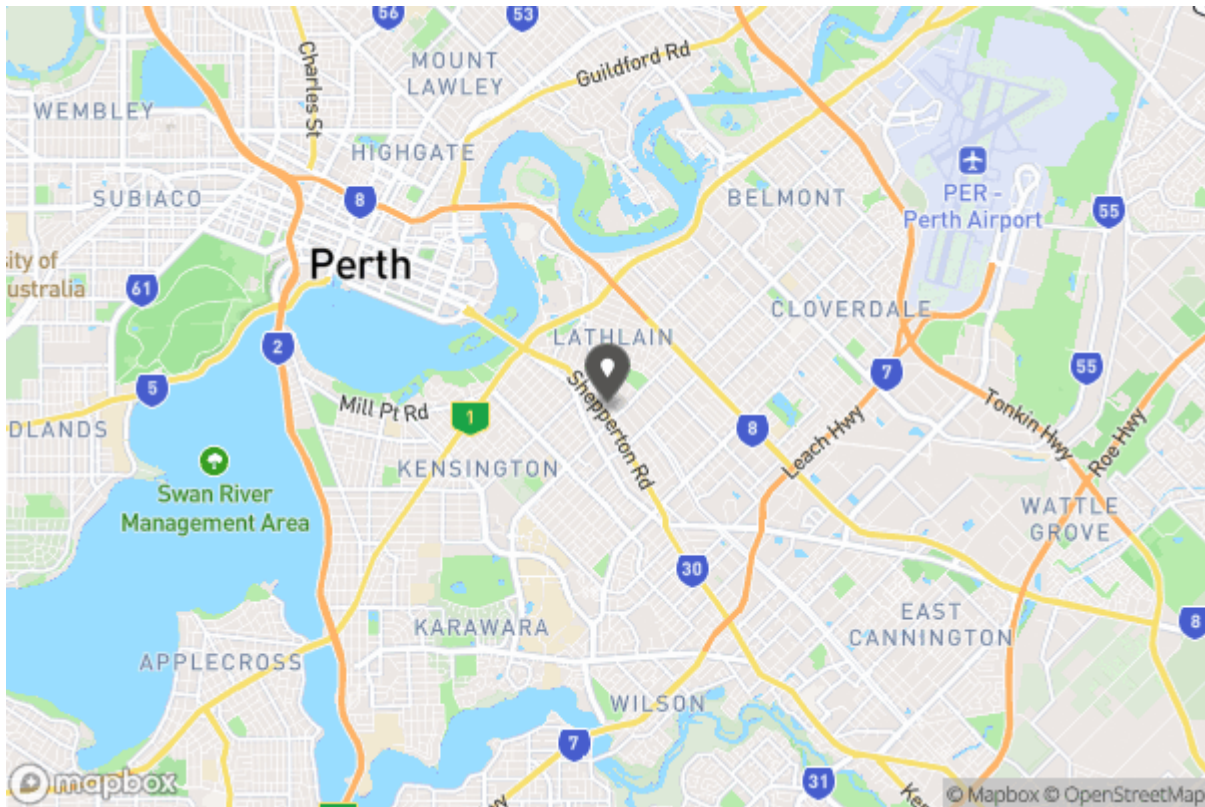 56
53
MOUNT
LAWLEY
Guildford Rd
Charles St
WEMBLEY
HIGHGATE
SUBIACO
8
BELMONT
PER -
Perth Airport
55
sity of
ustralia
61
Perth
CLOVERDALE
LATHLAIN
2
5
7
55
Mill Pt Rd
1
Shepperton Rd
8
Leach Hwy
Tonkin Hwy
Roe Hwy
DLANDS
KENSINGTON
Swan River
Management Area
WATTLE
GROVE
30
EAST
CANNINGTON
8
KARAWARA
APPLECROSS
WILSON
7
31
wy
Ke
mapbox
© Mapbox © OpenStreetMap